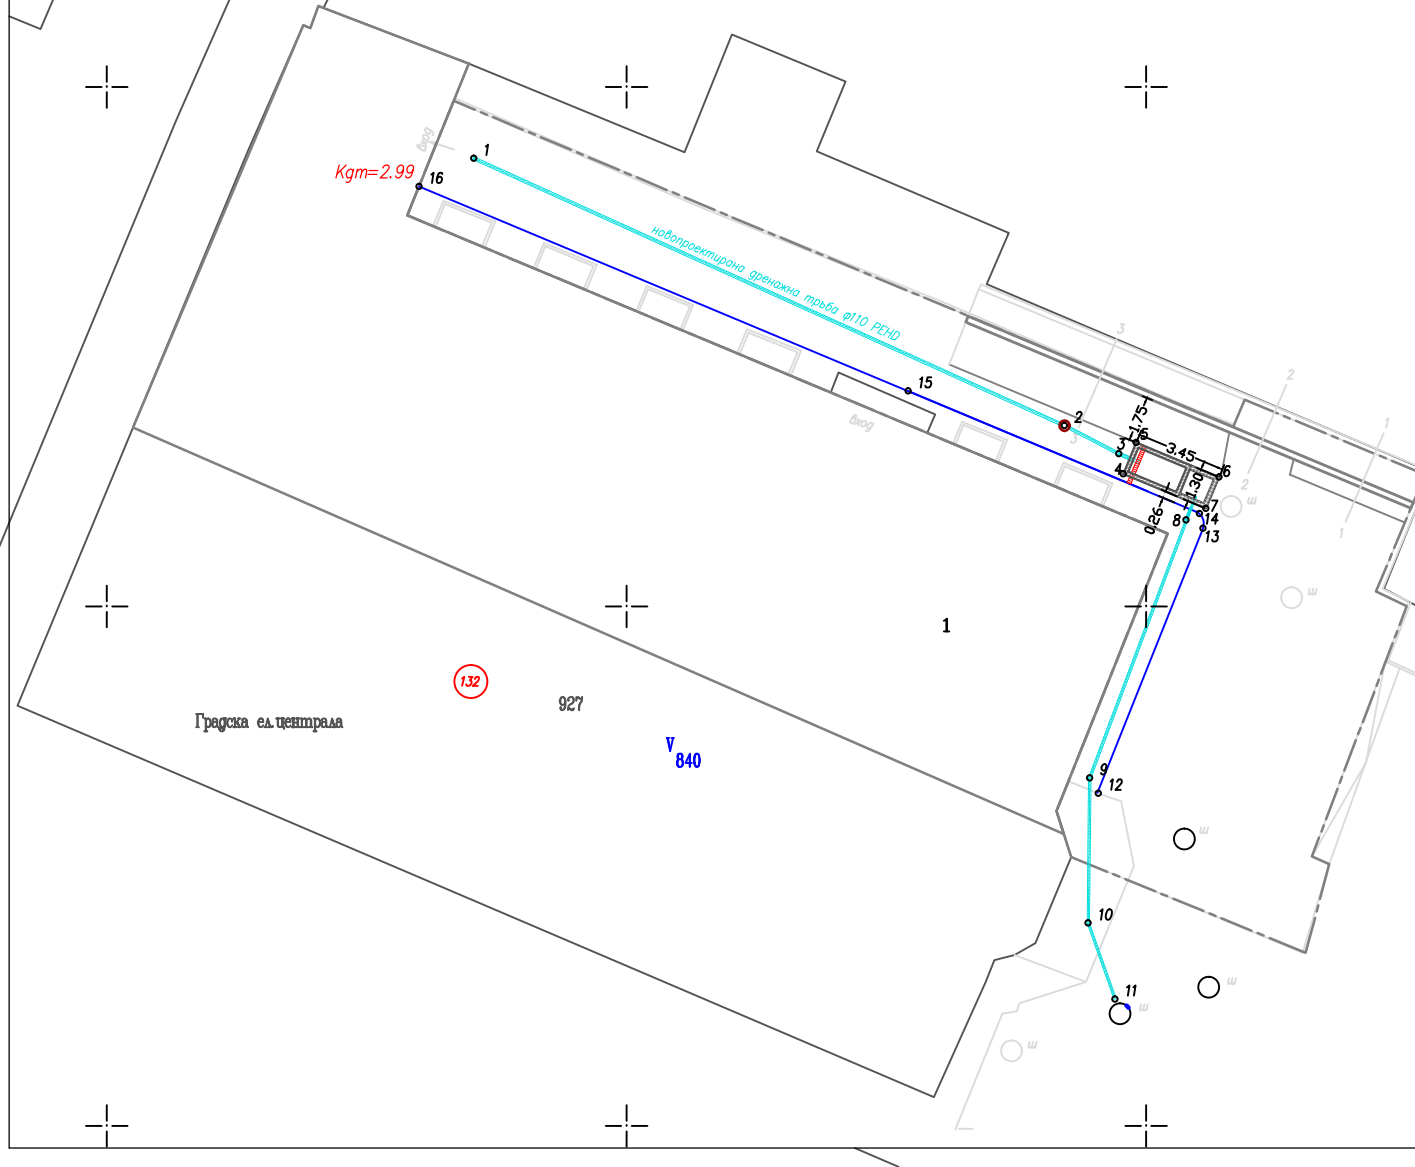 вход
1
Kgm=2.99
16
новопроектирана дренажна тръба φ110 PEHD
3
2
15
1
вход
2
3
1.75
5
3
3.45
6
4
2
1.30
7
ш
0.26
8
14
13
1
ш
1
132
927
Градска ел.централа
V
840
9
12
ш
10
ш
11
ш
ш